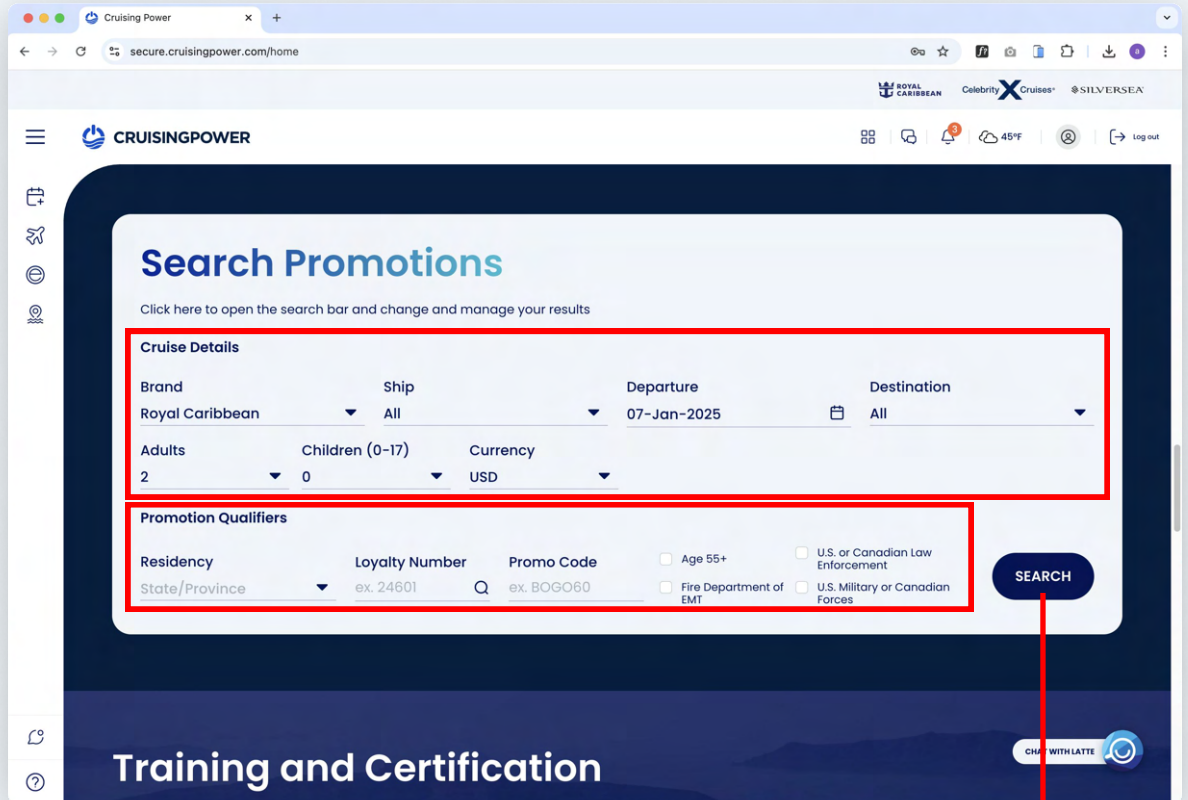 Cruising Power
secure.cruisingpower.com/home
a
ROYAL
CARIBBEAN
Celebrity X Cruises
SILVERSEA
CRUISINGPOWER
3
45°F
Log out
Search Promotions
Click here to open the search bar and change and manage your results
Cruise Details
Brand Ship Departure Destination
Royal Caribbean All 07-Jan-2025 All
Adults Children (0-17) Currency
2 0 USD
Promotion Qualifiers
Residency Loyalty Number Promo Code
State/Province ex. 24601 ex. BOGO60
Age 55+
U.S. or Canadian Law
Enforcement
Fire Department of
EMT
U.S. Military or Canadian
Forces
SEARCH
Training and Certification
CHAT WITH LATTE